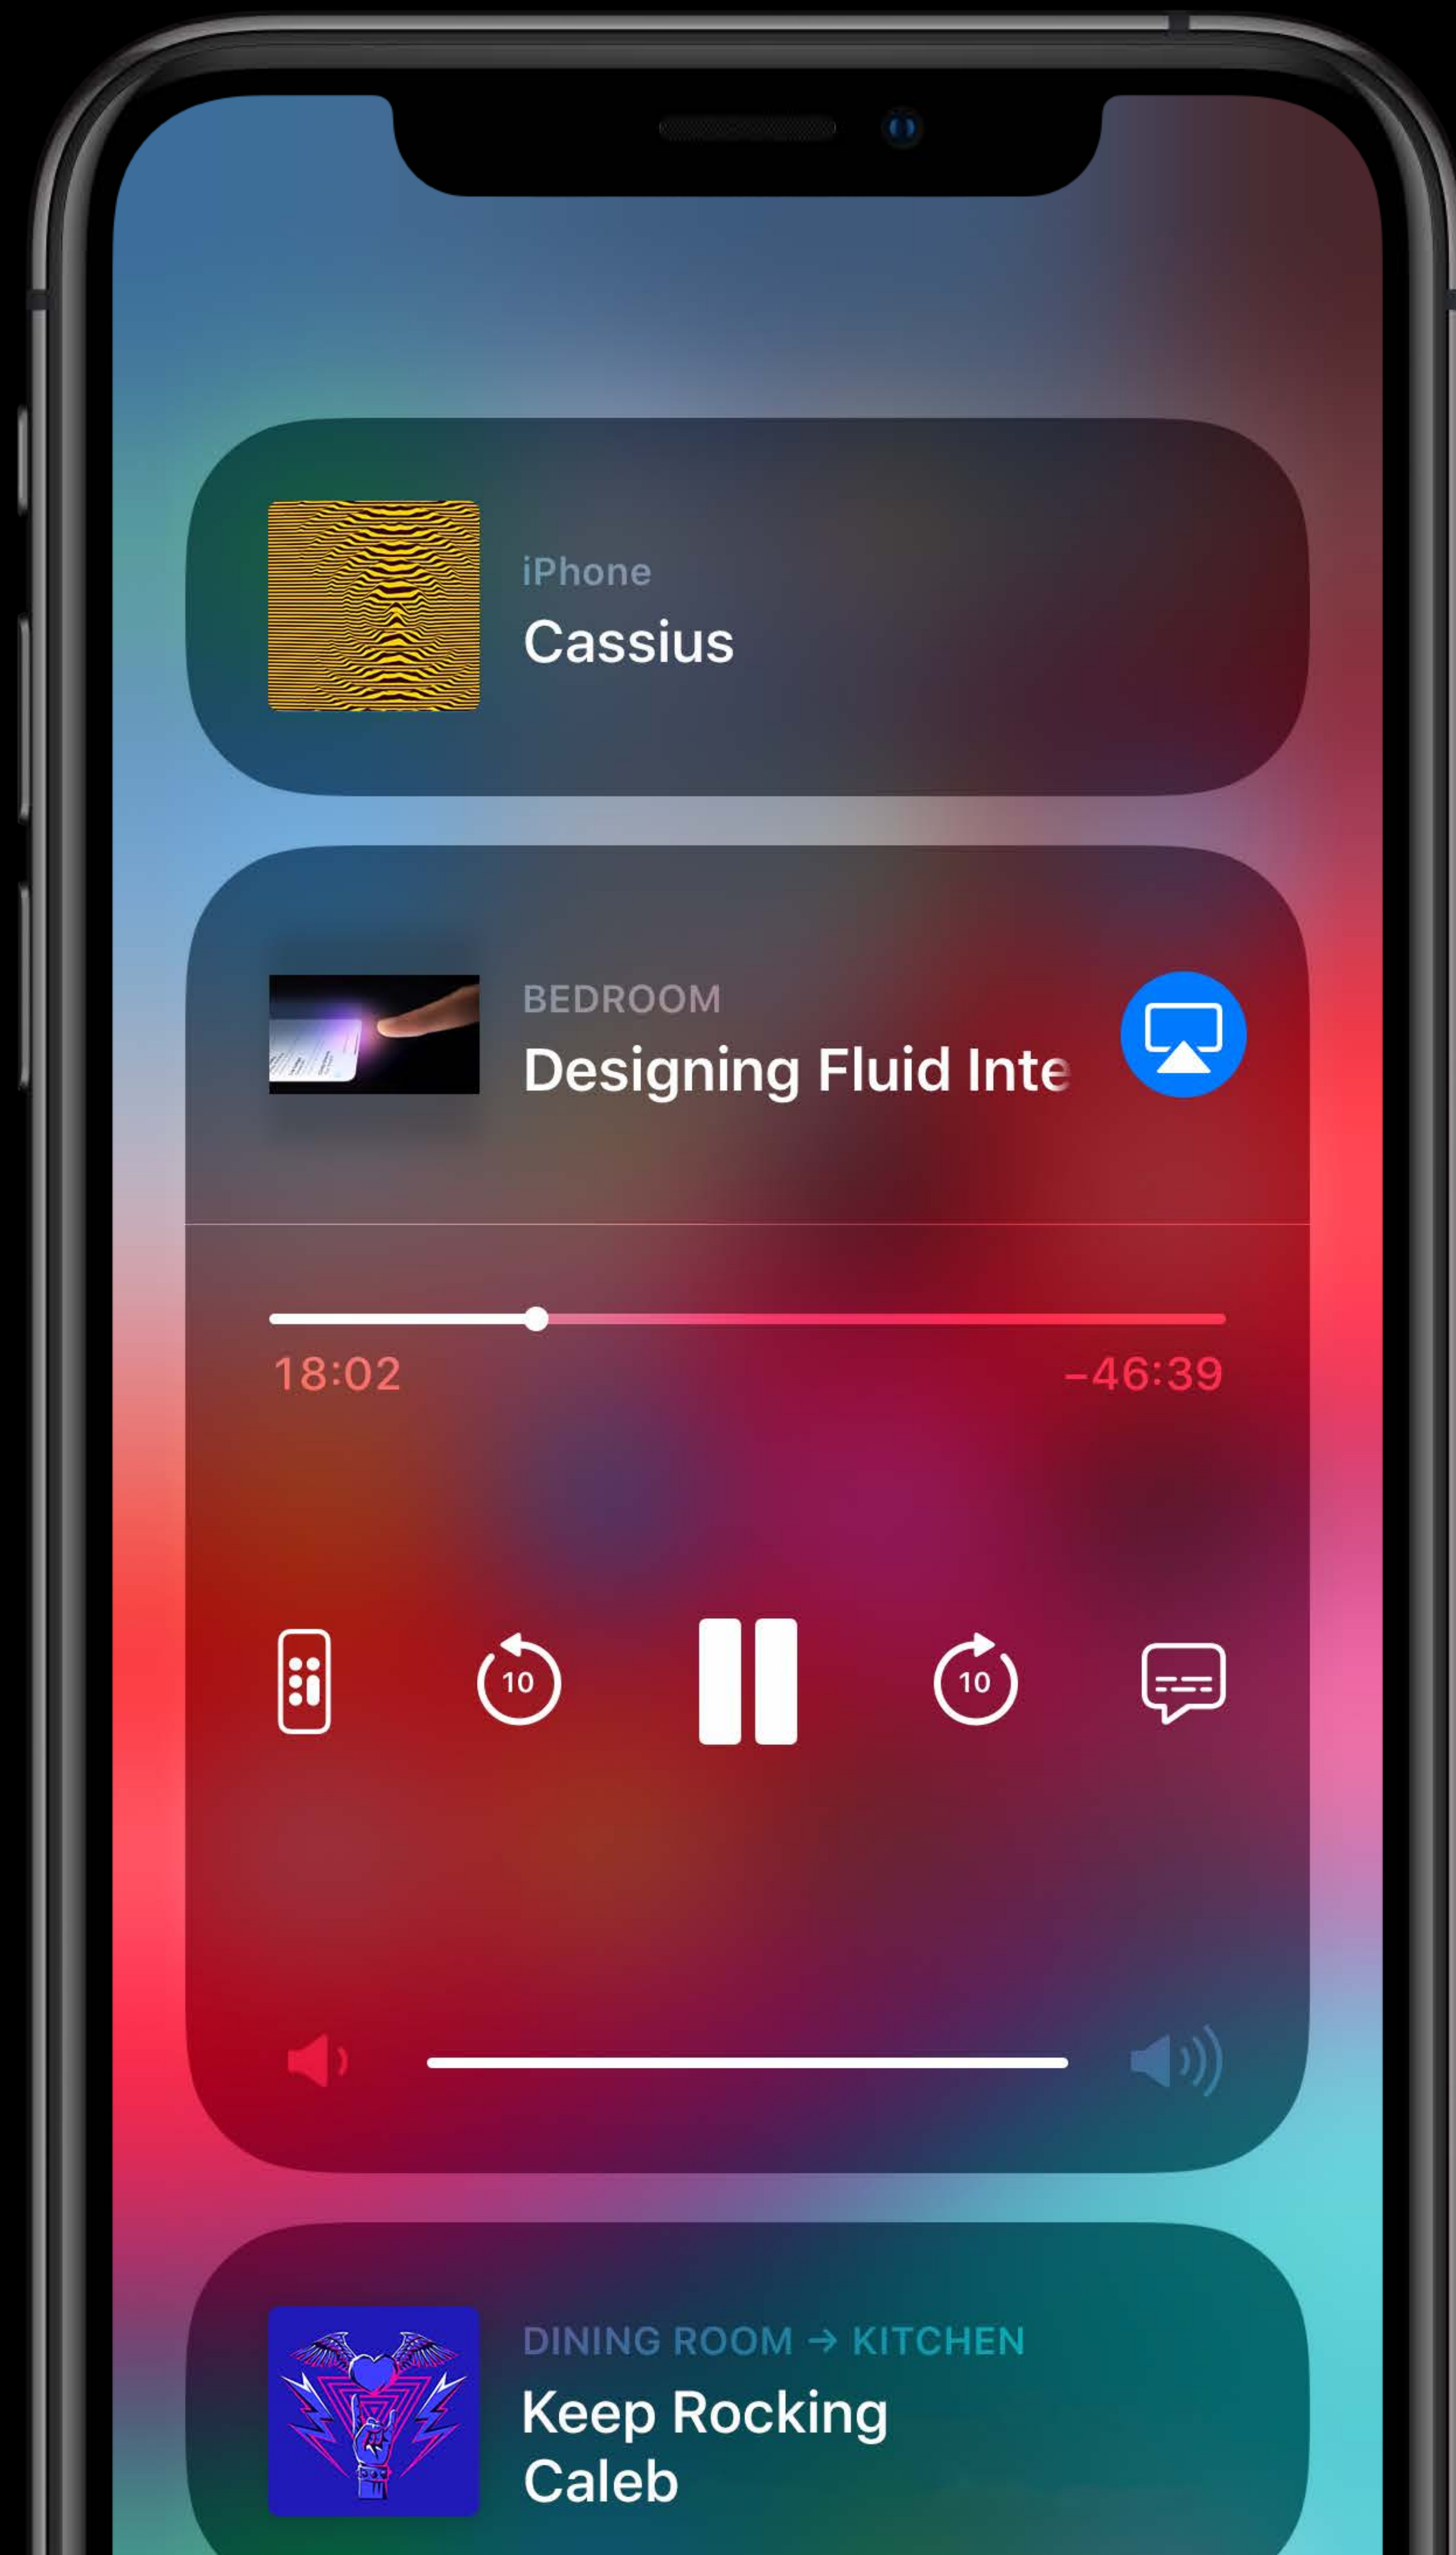 iPhone
Cassius
BEDROOM
Designing Fluid Inte
18:02
–46:39
10
10
DINING ROOM → KITCHEN
Keep Rocking
Caleb